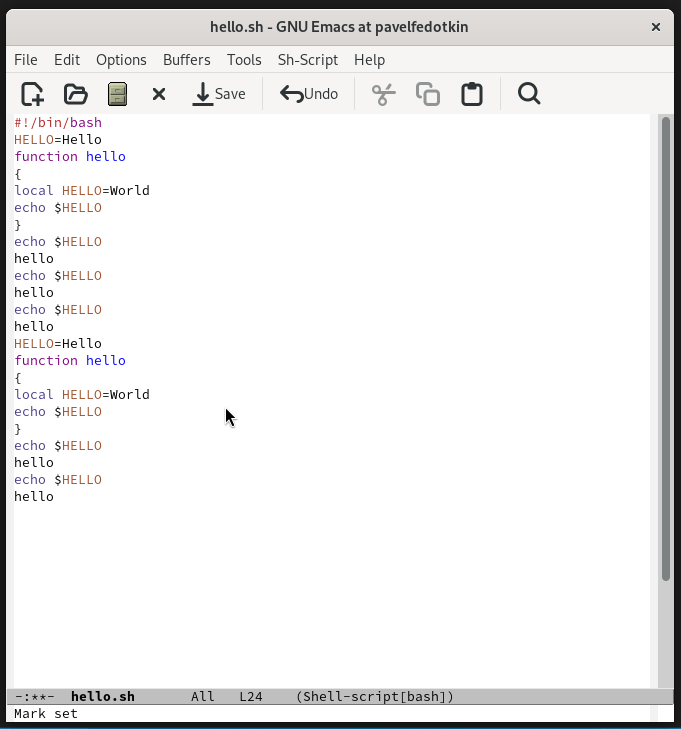 hello.sh - GNU Emacs at pavelfedotkin
File Edit Options Buffers Tools Sh-Script Help
Save Undo
#!/bin/bash
HELLO=Hello
function hello
{
local HELLO=World
echo $HELLO
}
echo $HELLO
hello
echo $HELLO
hello
echo $HELLO
hello
HELLO=Hello
function hello
{
local HELLO=World
echo $HELLO
}
echo $HELLO
hello
echo $HELLO
hello
-:**- hello.sh All L24 (Shell-script[bash])
Mark set